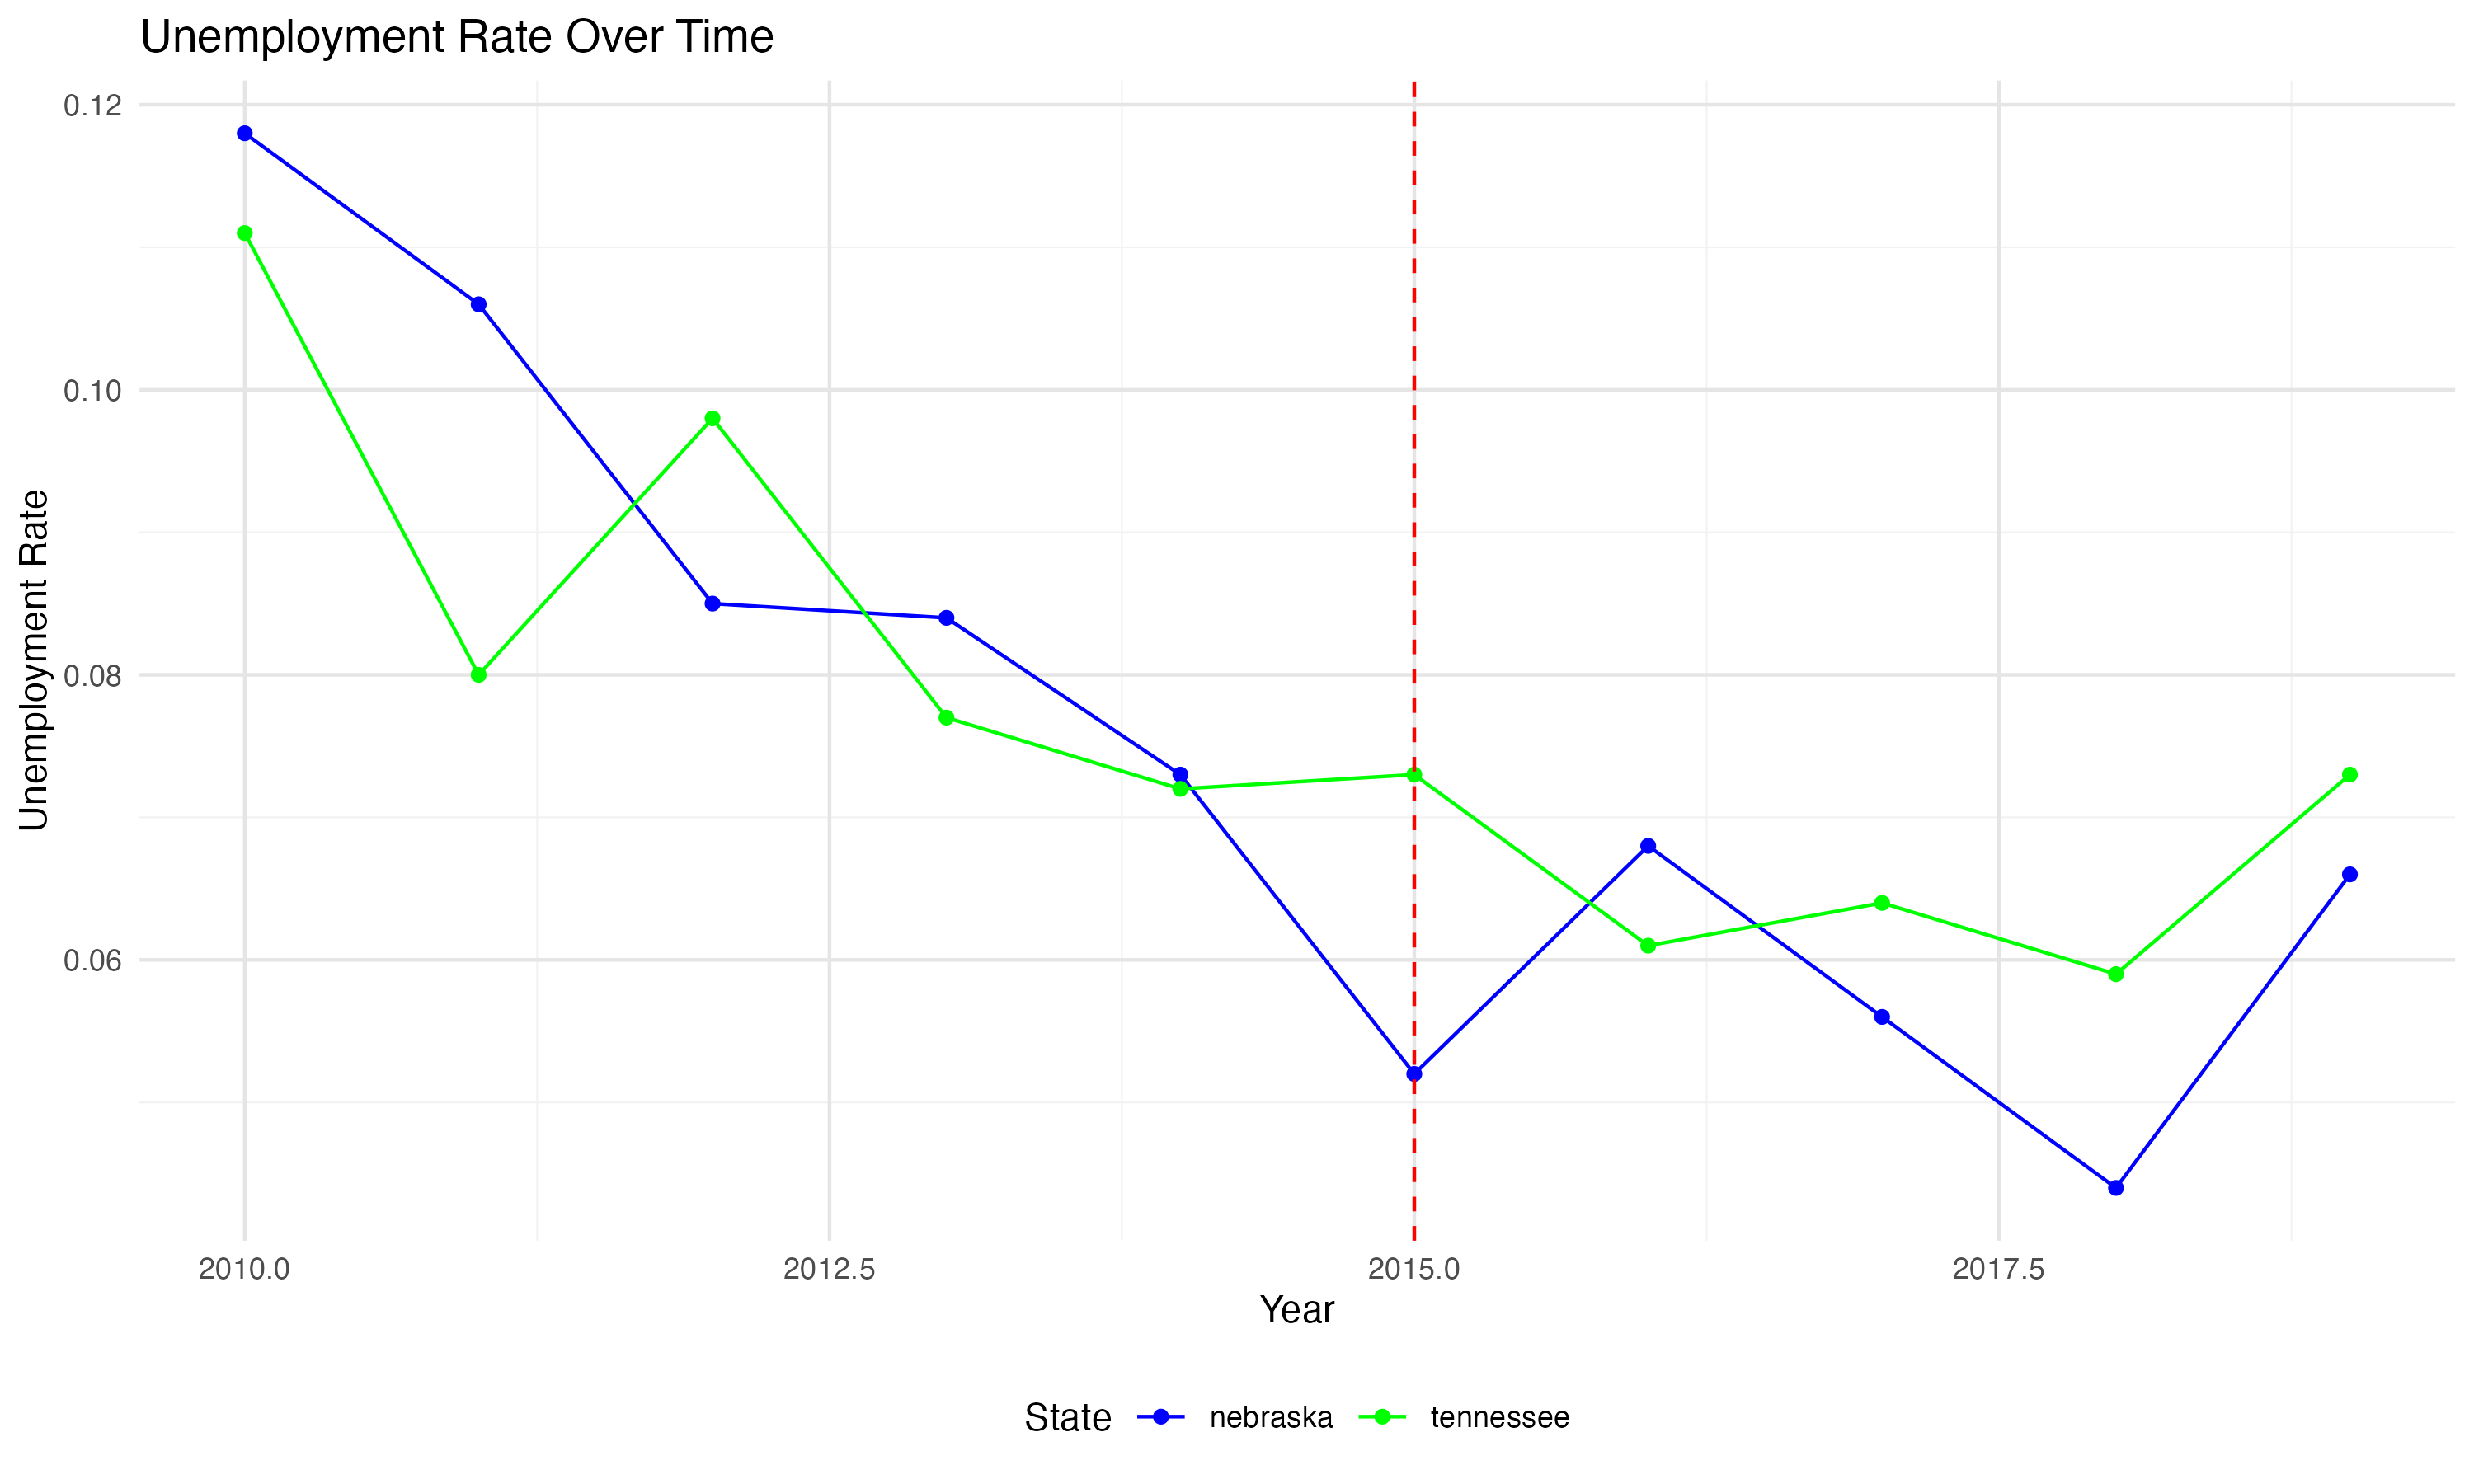 Unemployment Rate Over Time
Unemployment Rate
0.12
0.10
0.08
0.06
2010.0 2012.5 2015.0 2017.5
Year
State nebraska tennessee